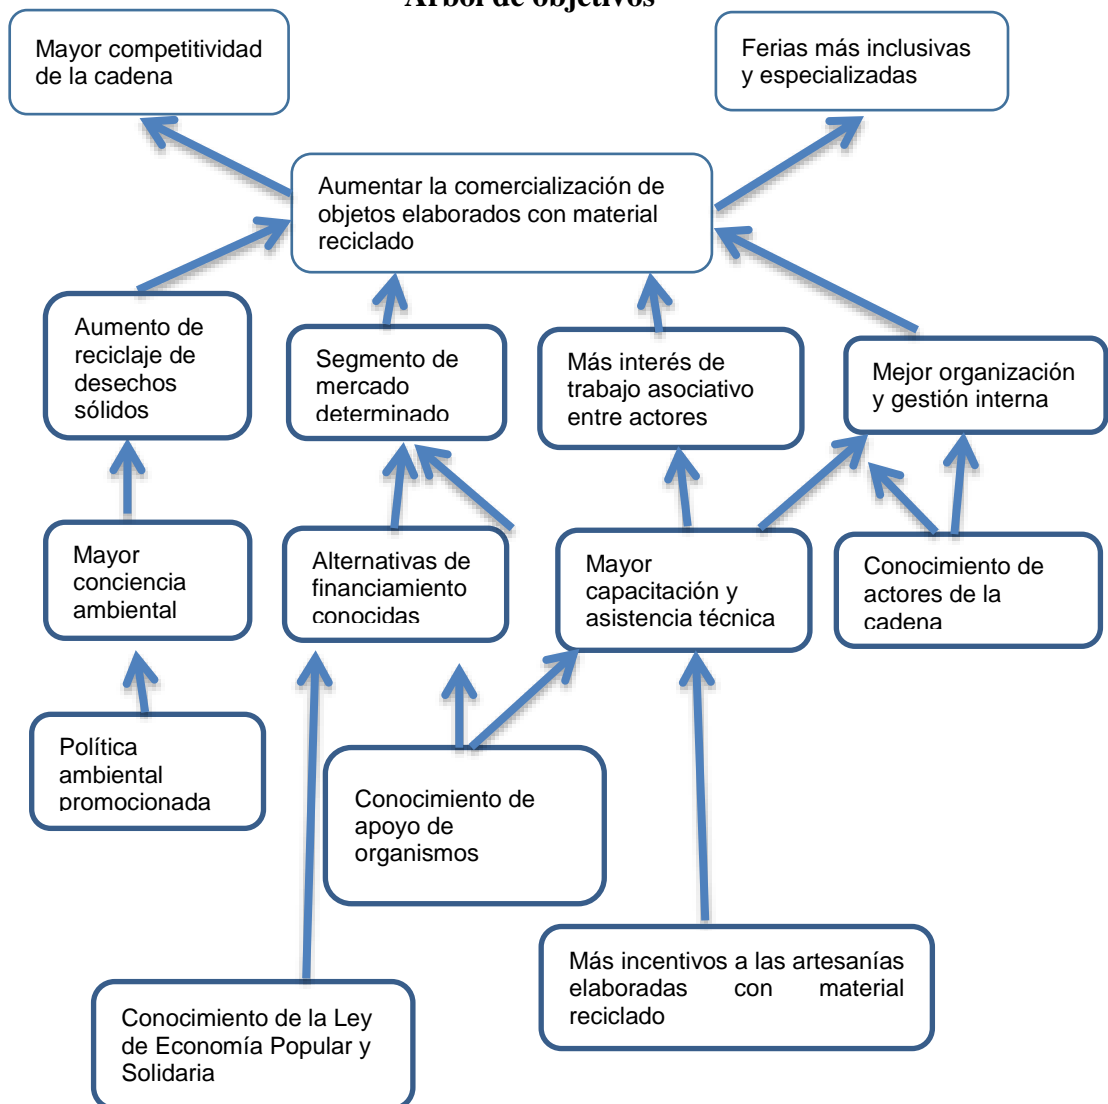 Árbol de objetivos
Mayor competitividad
de la cadena
Ferias más inclusivas
y especializadas
Aumentar la comercialización de
objetos elaborados con material
reciclado
Aumento de
reciclaje de
desechos
sólidos
Segmento de
mercado
determinado
Más interés de
trabajo asociativo
entre actores
Mejor organización
y gestión interna
Mayor
conciencia
ambiental
Alternativas de
financiamiento
conocidas
Mayor
capacitación y
asistencia técnica
Conocimiento de
actores de la
cadena
Política
ambiental
promocionada
Conocimiento de
apoyo de
organismos
Más incentivos a las artesanías
elaboradas con material
reciclado
Conocimiento de la Ley
de Economía Popular y
Solidaria